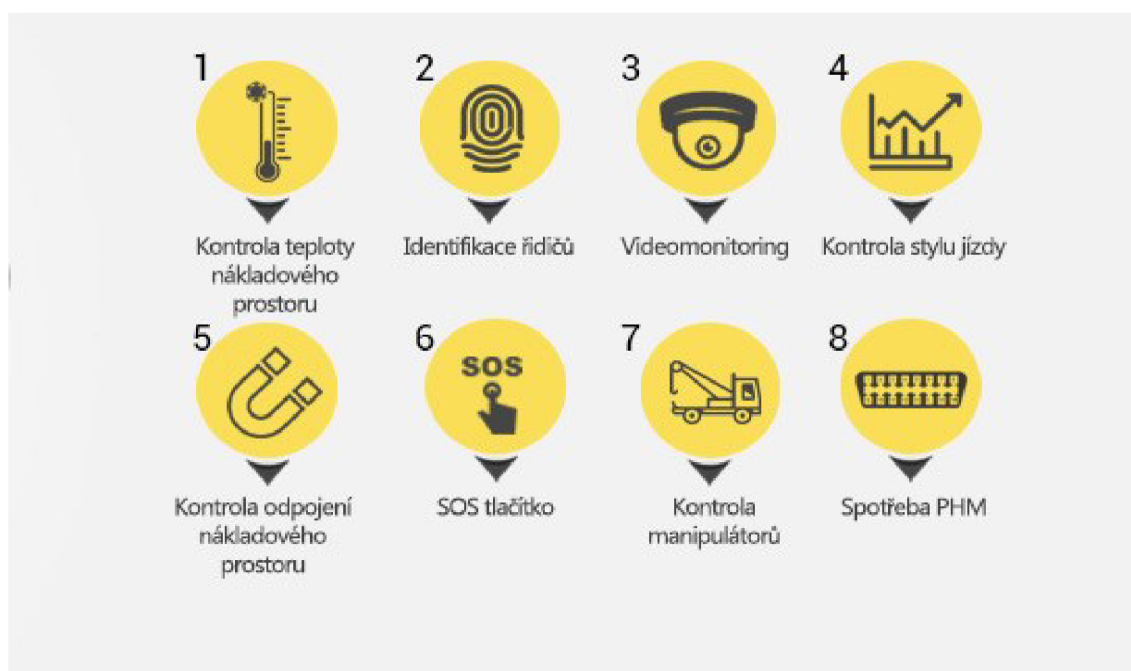 1
2
3
4
Kontrola teploty
nákladového
prostoru
Identifikace řidičů
Videomonitoring
Kontrola stylu jízdy
5
6
SOS
7
8
Kontrola odpojení
nákladového
prostoru
SOS tlačítko
Kontrola
manipulátorů
Spotřeba PHM